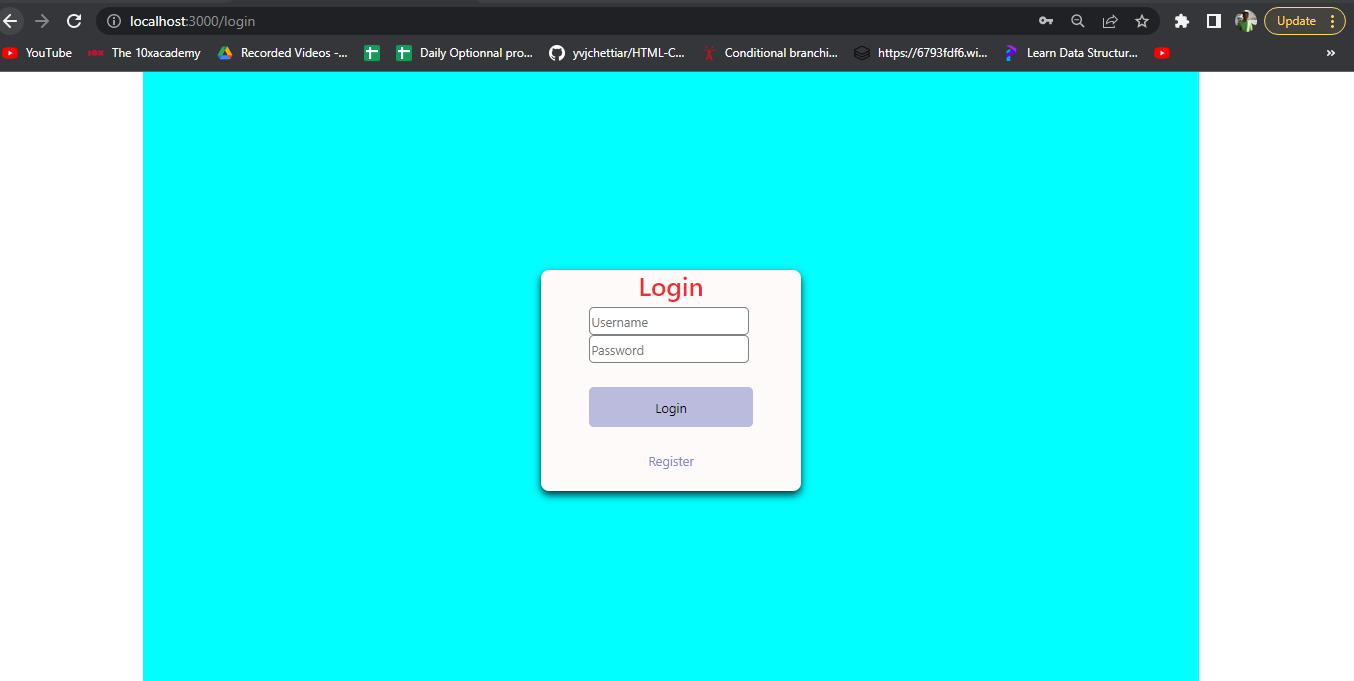 localhost:3000/login
Update
YouTube The 10xacademy Recorded Videos -... Daily Optionnal pro... yvjchettiar/HTML-C... Conditional branchi... https://6793fdf6.wi... Learn Data Structur... »
Login
Username
Password
Login
Register